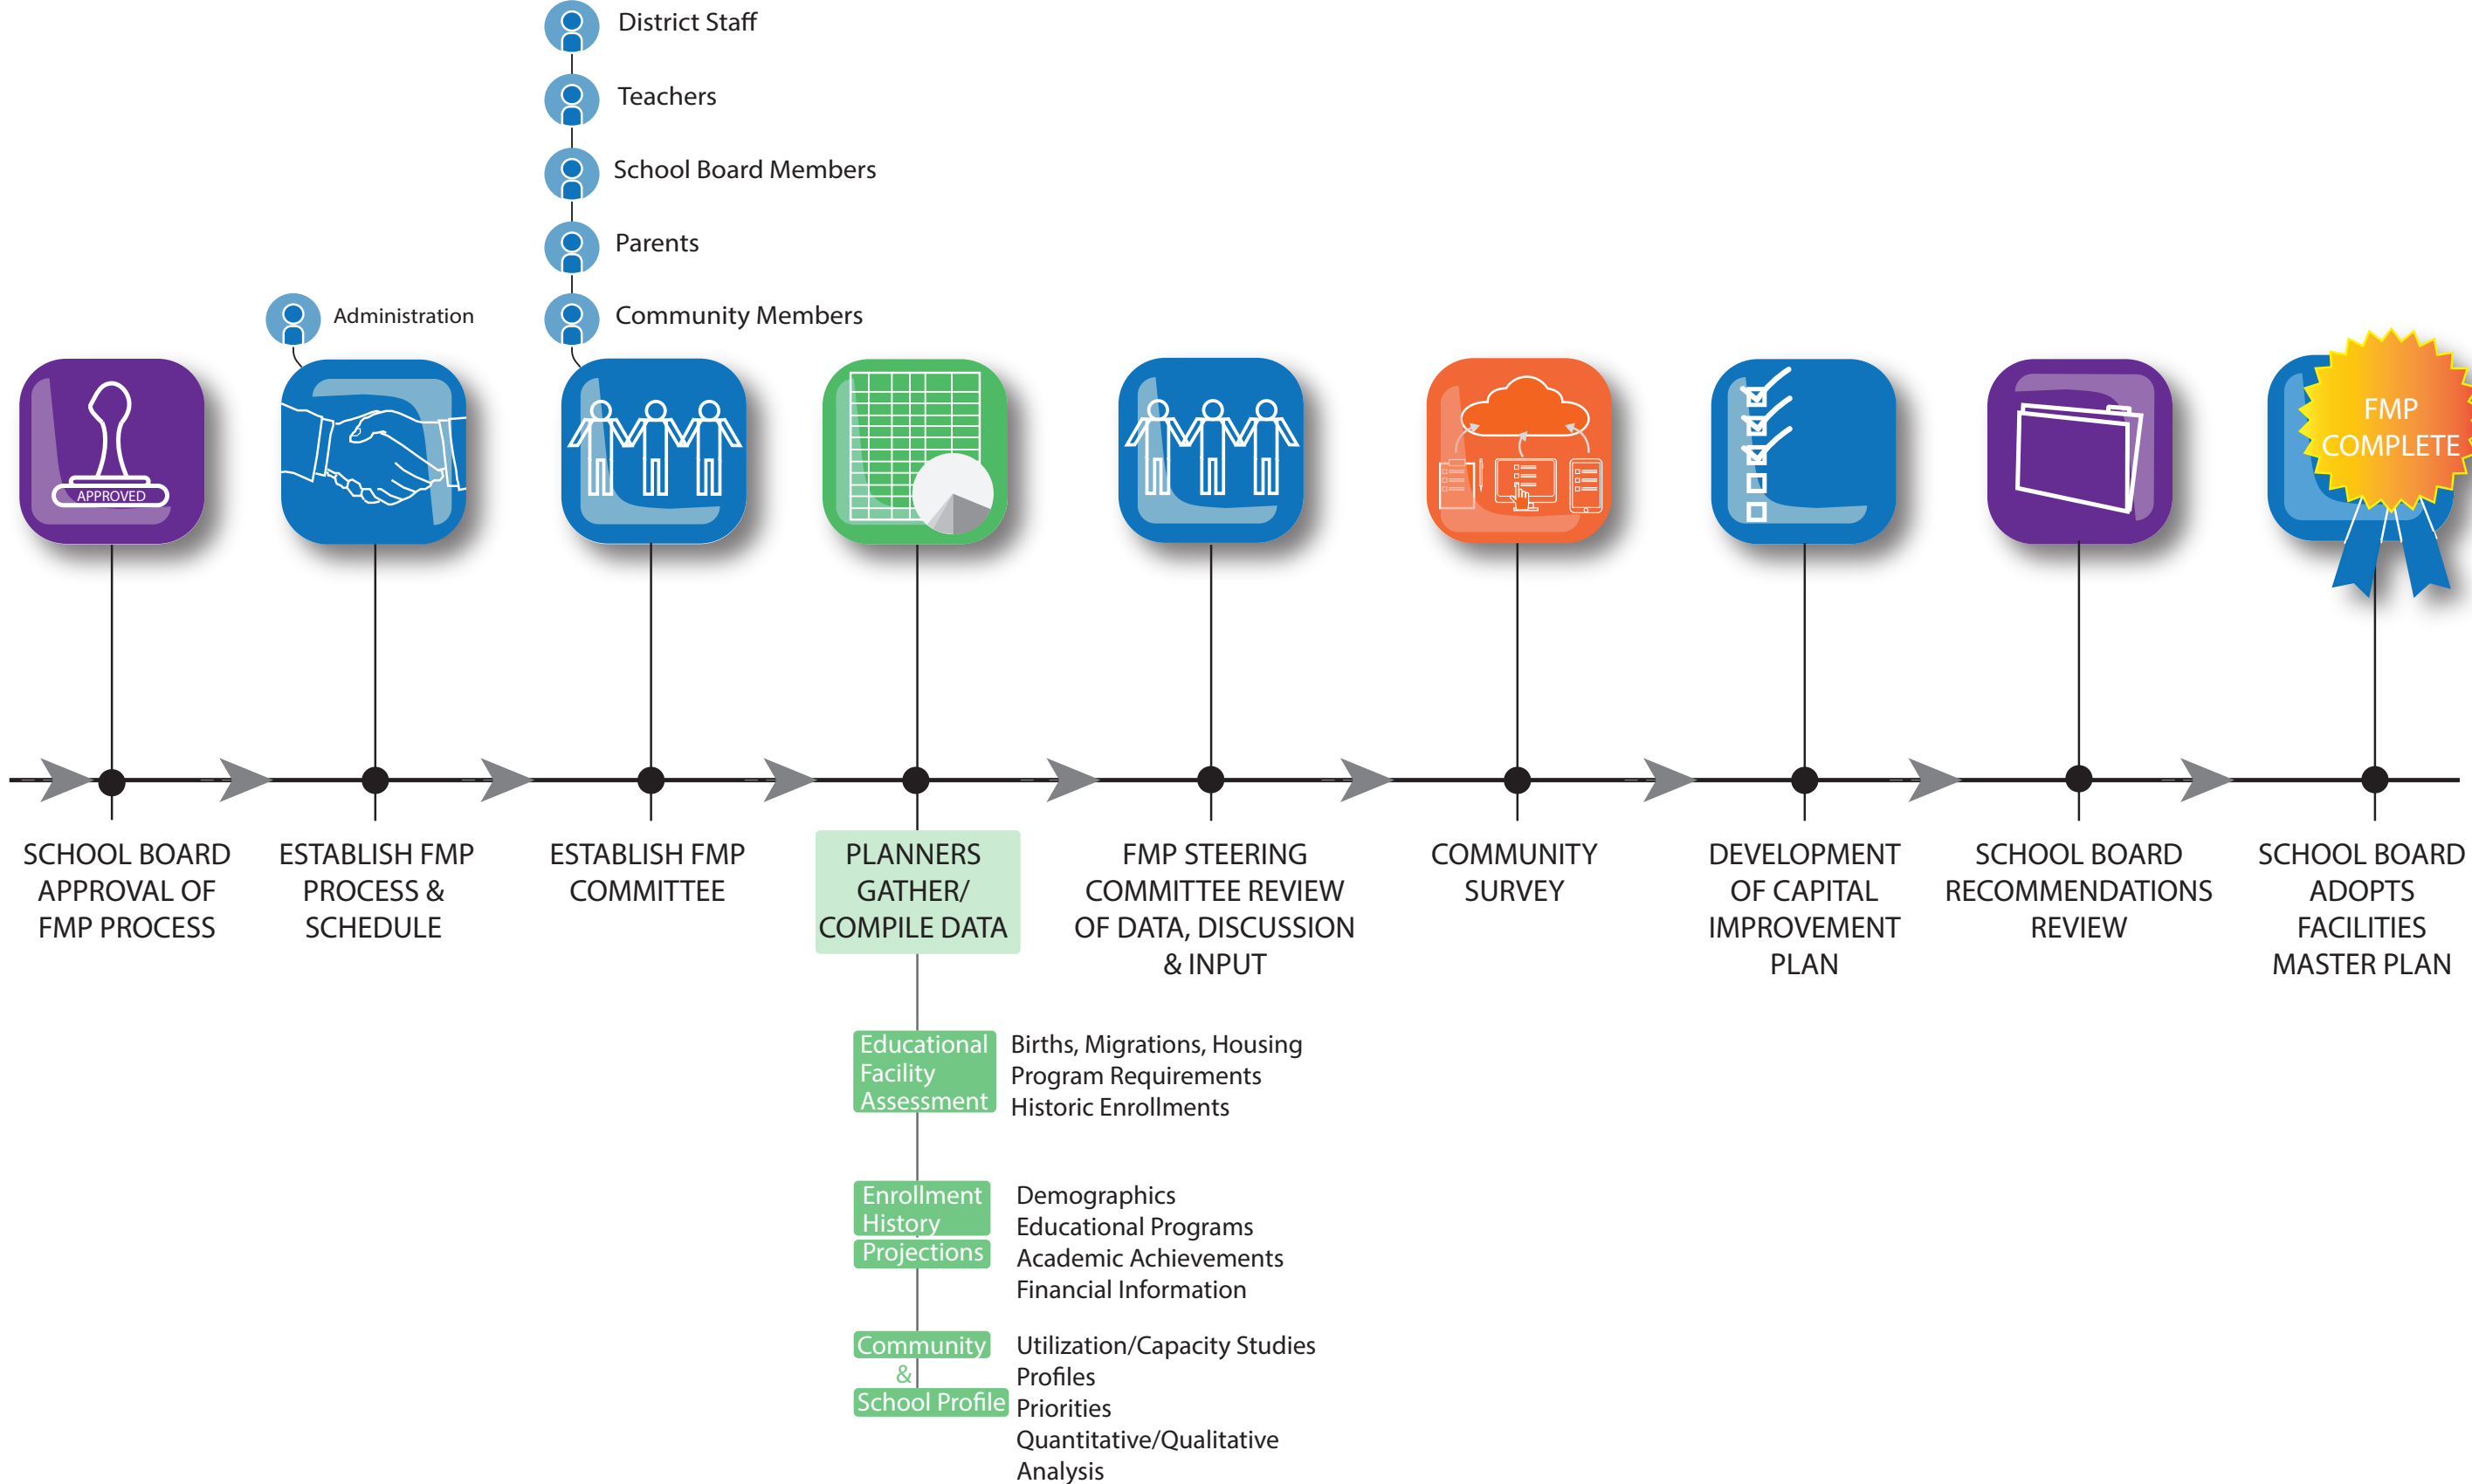 District Staff
Teachers
School Board Members
Parents
Community Members
Administration
APPROVED
FMP
COMPLETE
SCHOOL BOARD
APPROVAL OF
FMP PROCESS
ESTABLISH FMP
PROCESS &
SCHEDULE
ESTABLISH FMP
COMMITTEE
PLANNERS
GATHER/
COMPILE DATA
FMP STEERING
COMMITTEE REVIEW
OF DATA, DISCUSSION
& INPUT
COMMUNITY
SURVEY
DEVELOPMENT
OF CAPITAL
IMPROVEMENT
PLAN
SCHOOL BOARD
RECOMMENDATIONS
REVIEW
SCHOOL BOARD
ADOPTS
FACILITIES
MASTER PLAN
Educational
Facility
Assessment
Births, Migrations, Housing
Program Requirements
Historic Enrollments
Enrollment
History
Projections
Demographics
Educational Programs
Academic Achievements
Financial Information
Community
&
School Profile
Utilization/Capacity Studies
Profiles
Priorities
Quantitative/Qualitative
Analysis